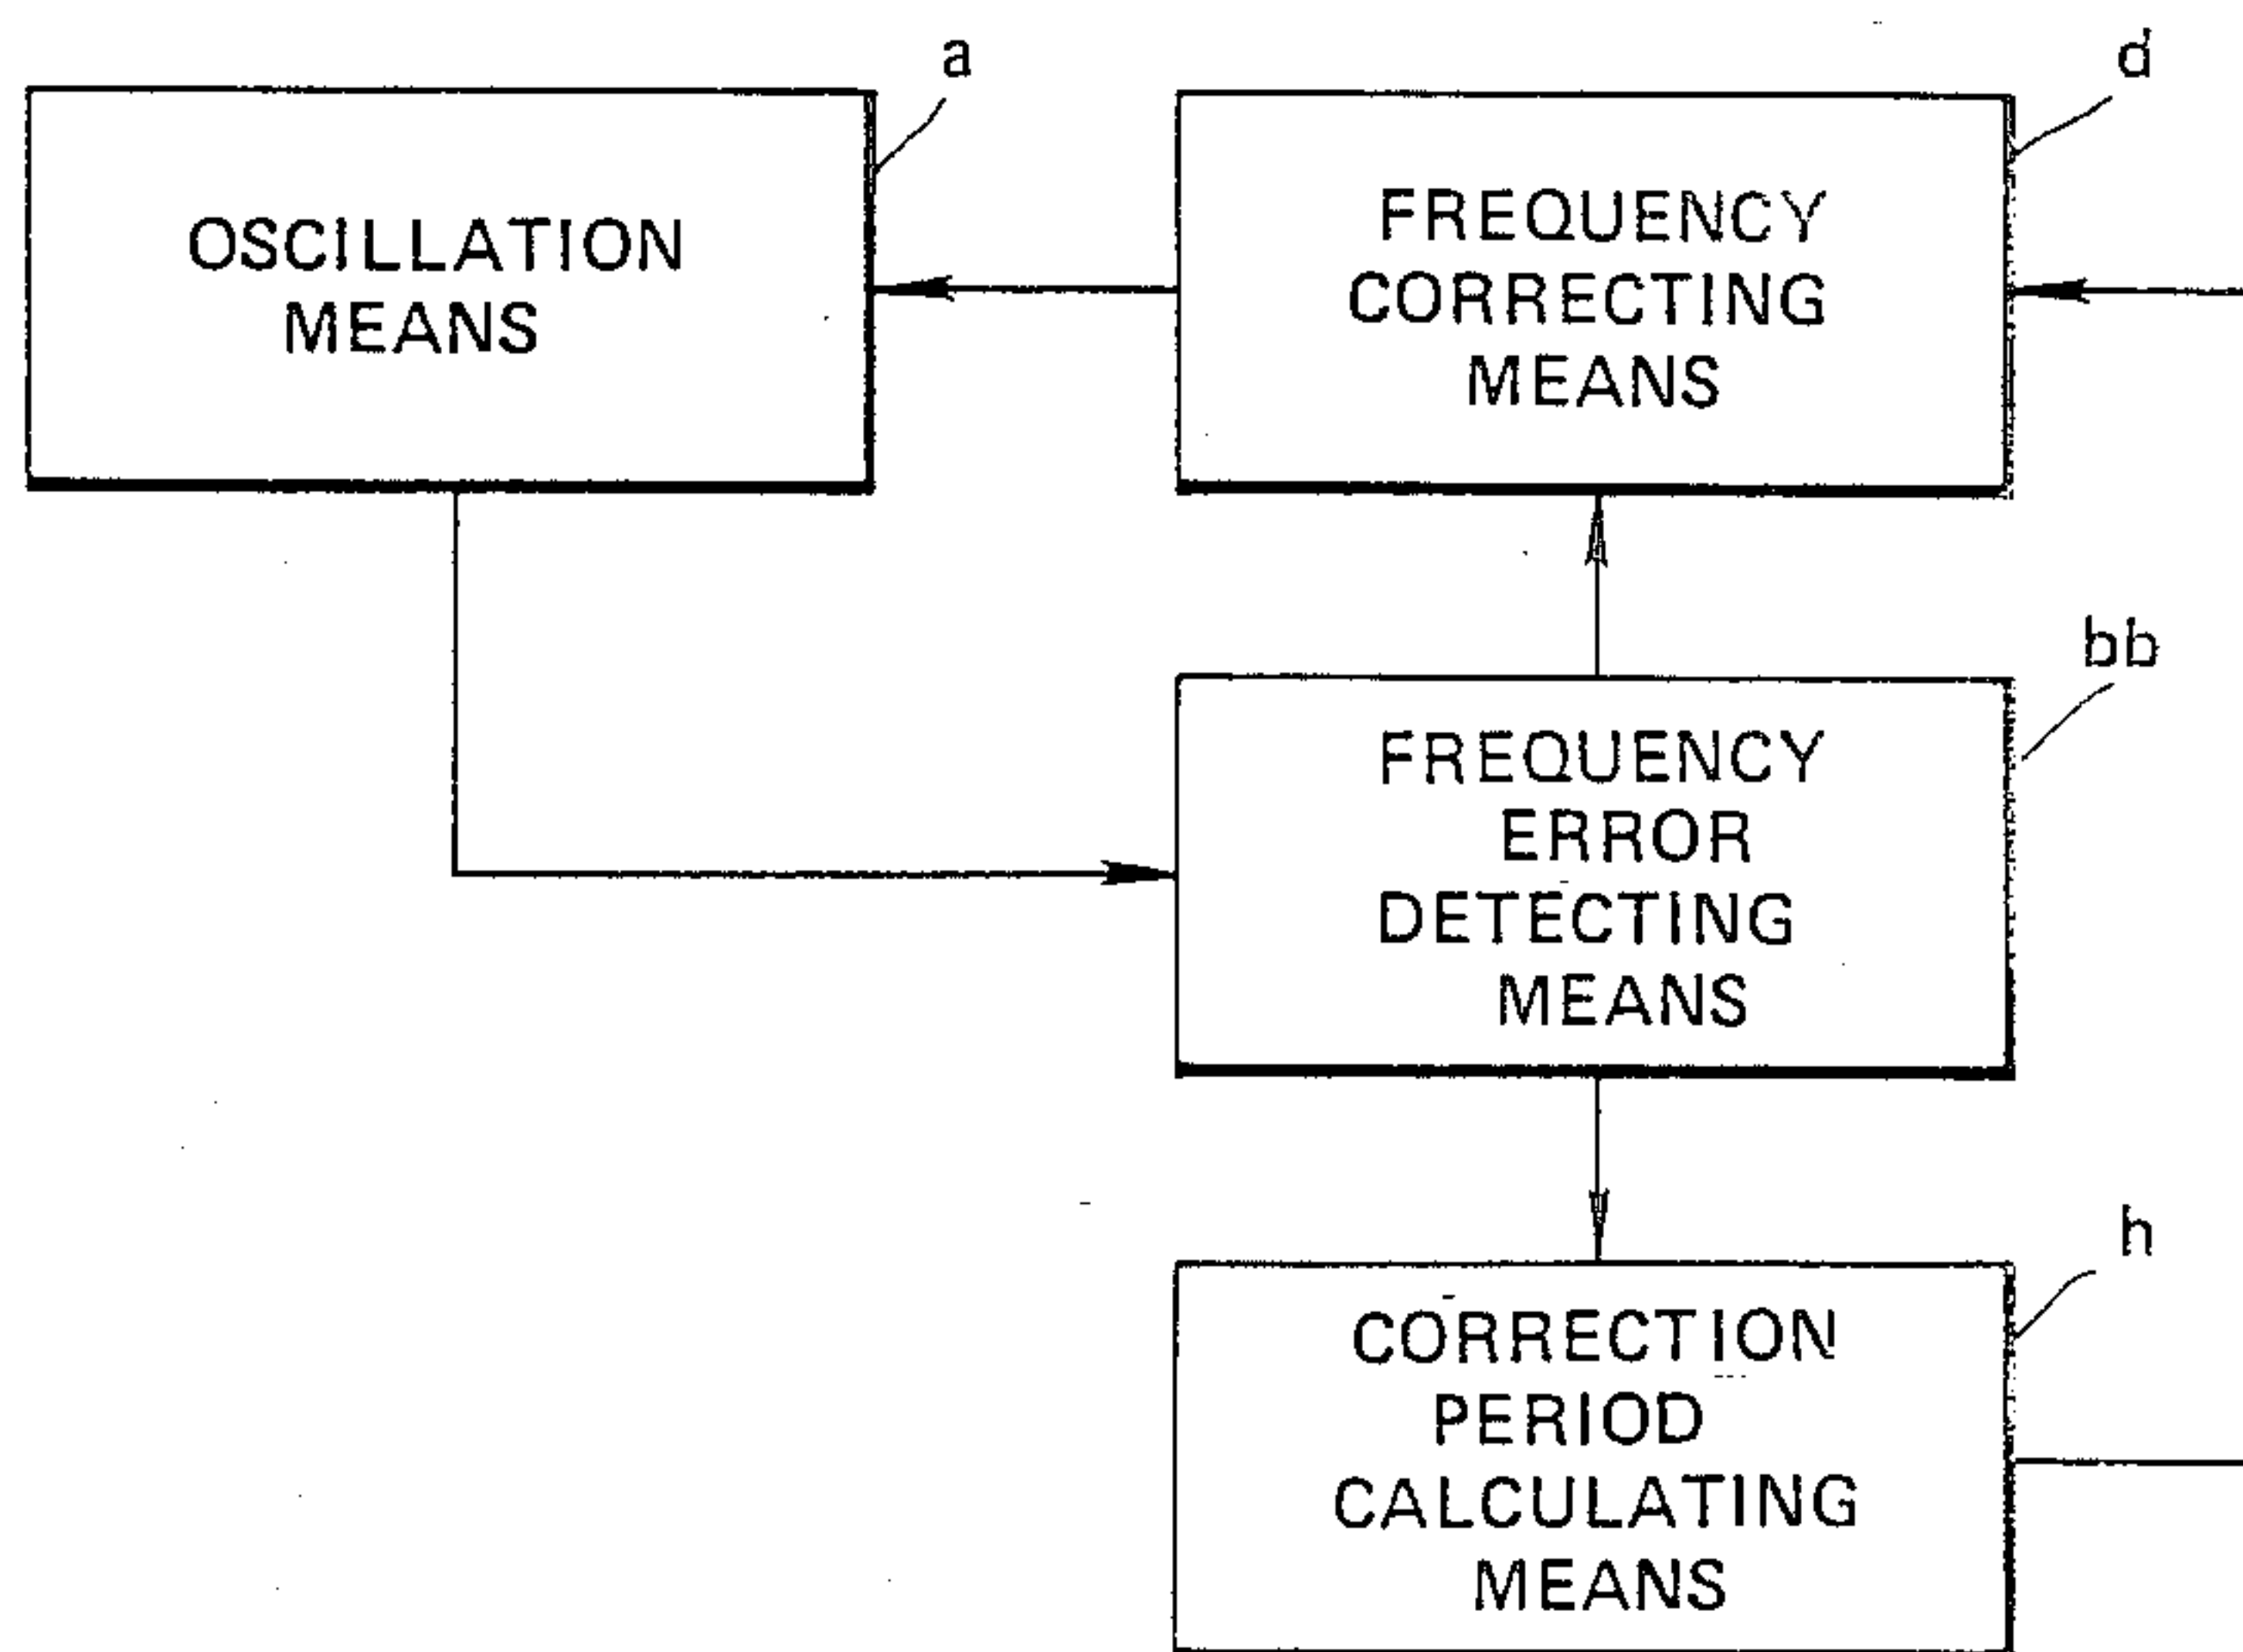 a
d
OSCILLATION
MEANS
FREQUENCY
CORRECTING
MEANS
bb
FREQUENCY
ERROR
DETECTING
MEANS
h
CORRECTION
PERIOD
CALCULATING
MEANS